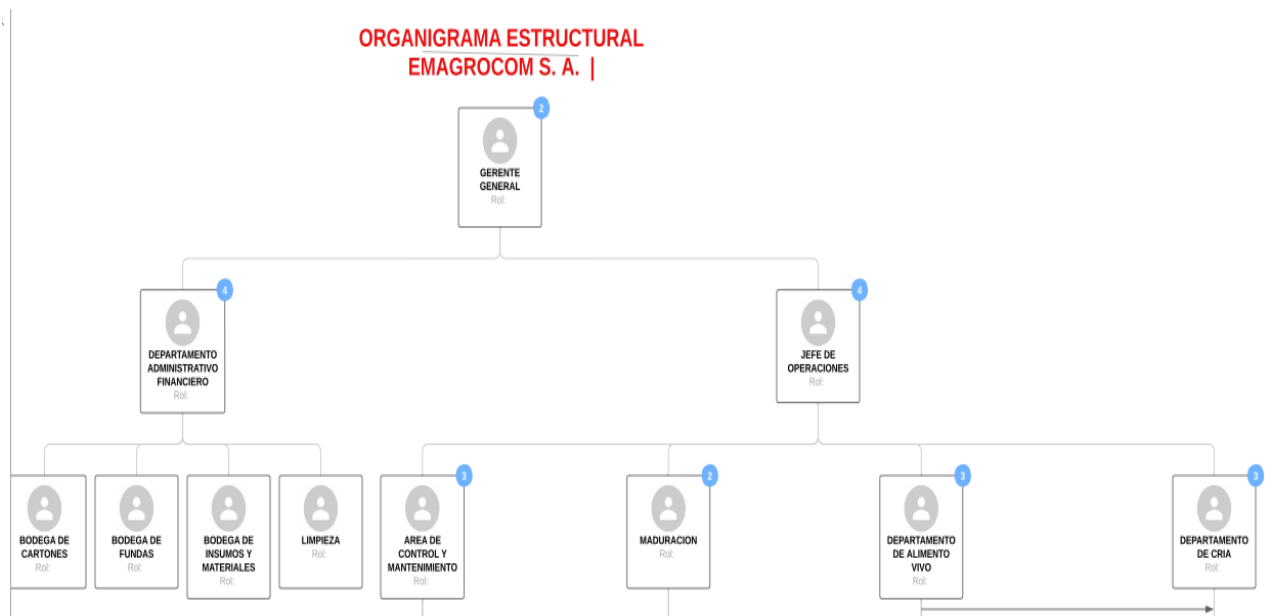 ORGANIGRAMA ESTRUCTURAL
EMAGROCOM S. A. |
2
GERENTE
GENERAL
Rol:
4
DEPARTAMENTO
ADMINISTRATIVO
FINANCIERO
Rol:
4
JEFE DE
OPERACIONES
Rol:
BODEGA DE
CARTONES
Rol:
BODEGA DE
FUNDAS
Rol:
BODEGA DE
INSUMOS Y
MATERIALES
Rol:
LIMPIEZA
Rol:
3
AREA DE
CONTROL Y
MANTENIMIENTO
Rol:
2
MADURACION
Rol:
3
DEPARTAMENTO
DE ALIMENTO
VIVO
Rol:
3
DEPARTAMENTO
DE CRIA
Rol: